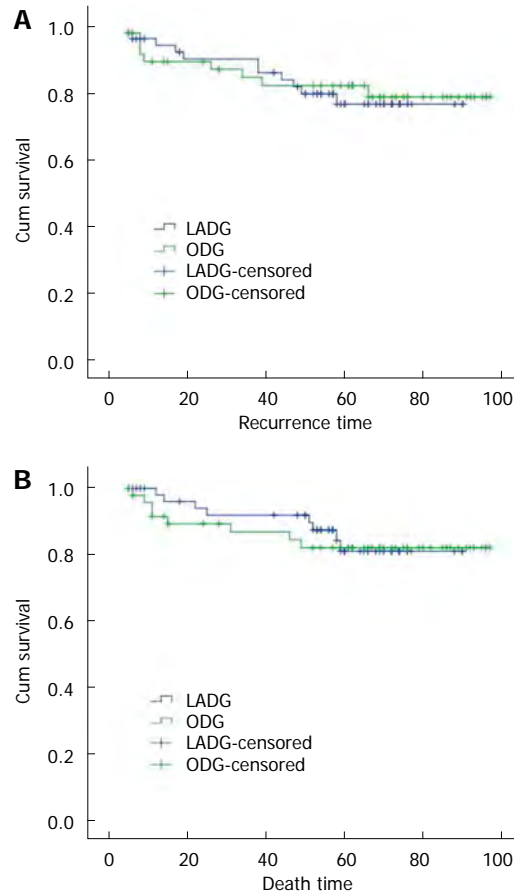 A
1.0
0.8
0.6
0.4
0.2
0.0
Cum survival
LADG
ODG
LADG-censored
ODG-censored
0 20 40 60 80 100
Recurrence time
B
1.0
0.8
0.6
0.4
0.2
0.0
Cum survival
LADG
ODG
LADG-censored
ODG-censored
0 20 40 60 80 100
Death time